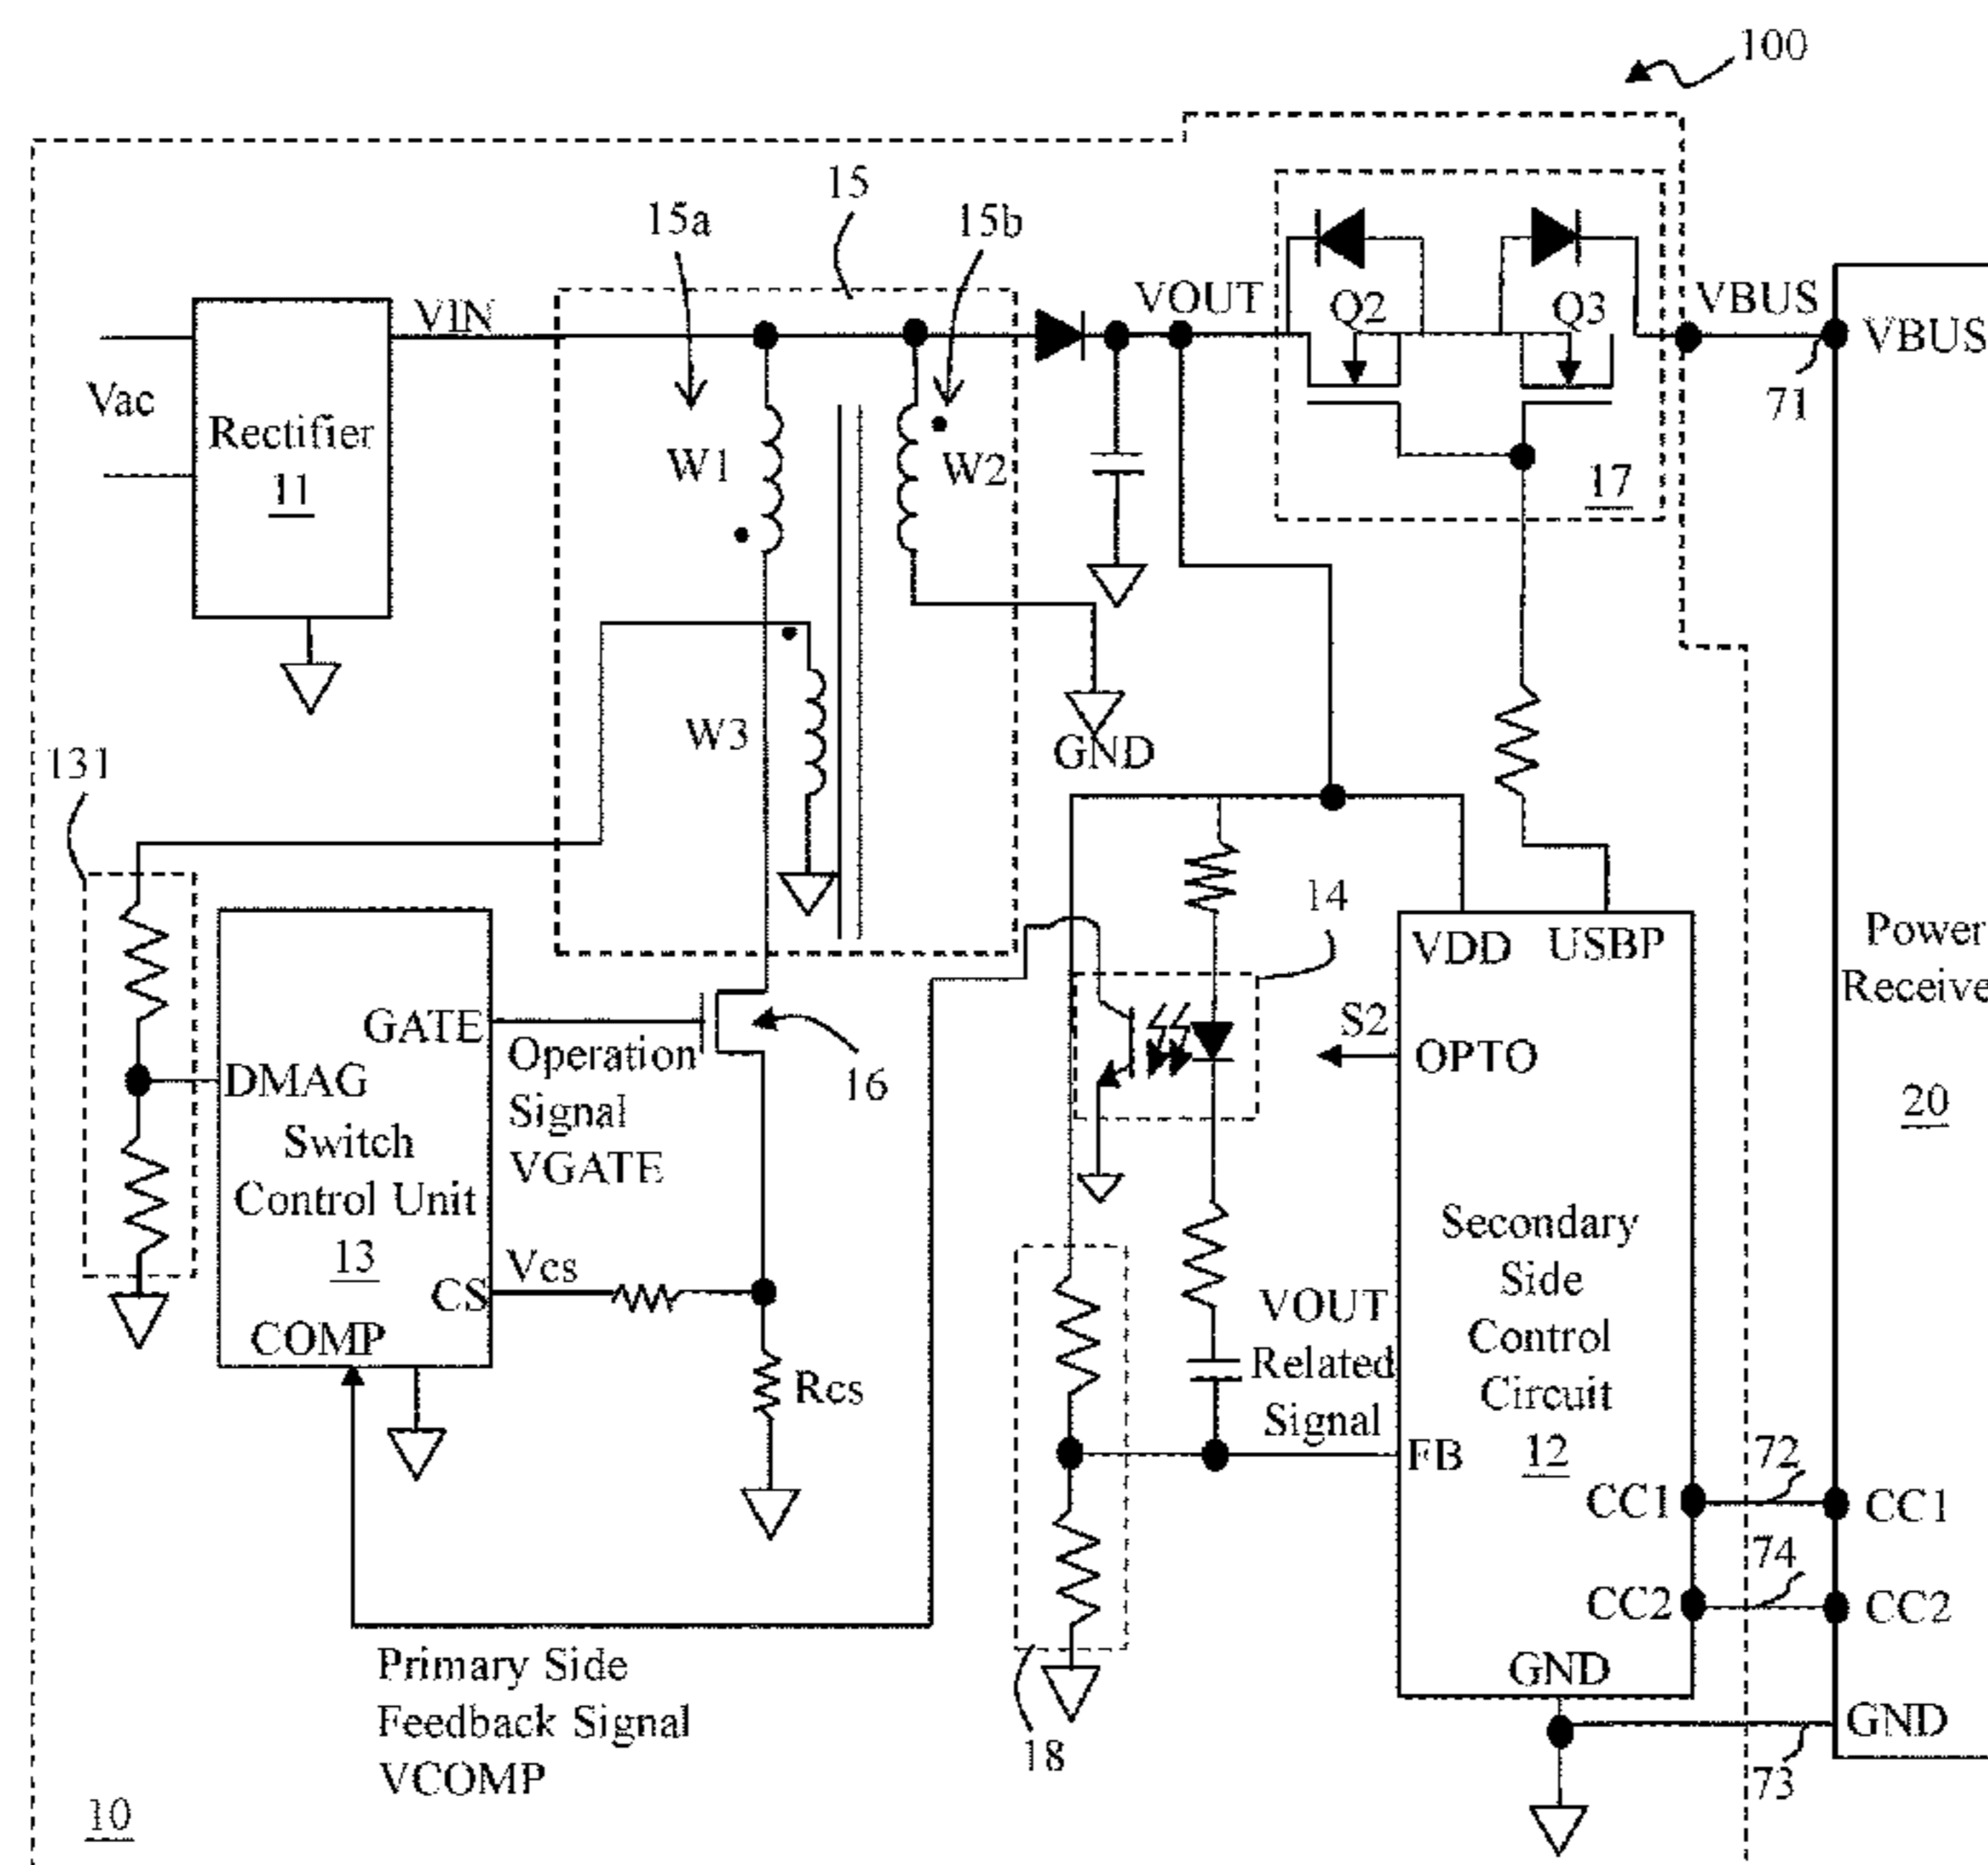 100
15
15a
15b
VIN
VOUT
Q2
Q3
VBUS
VBUS
71
Vac
Rectifier
11
W1
W2
17
W3
GND
131
14
Power
Receive
20
VDD
USBP
S2
OPTO
GATE
Operation
Signal
VGATE
16
DMAG
Switch
Control Unit
13
Vcs
CS
COMP
Rcs
VOUT
Related
Signal
Secondary
Side
Control
Circuit
12
FB
72
CC1
CC1
74
CC2
CC2
GND
GND
73
Primary Side
Feedback Signal
VCOMP
18
10